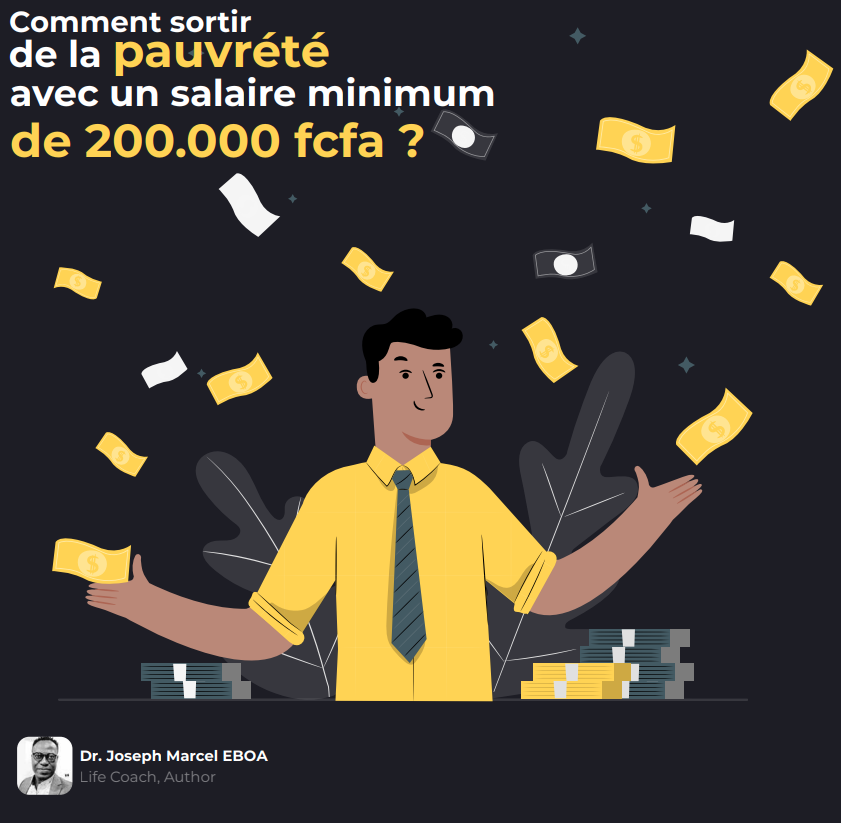 Comment sortir
de la pauvrété
avec un salaire minimum
de 200.000 fcfa ?
Dr. Joseph Marcel EBOA
Life Coach, Author